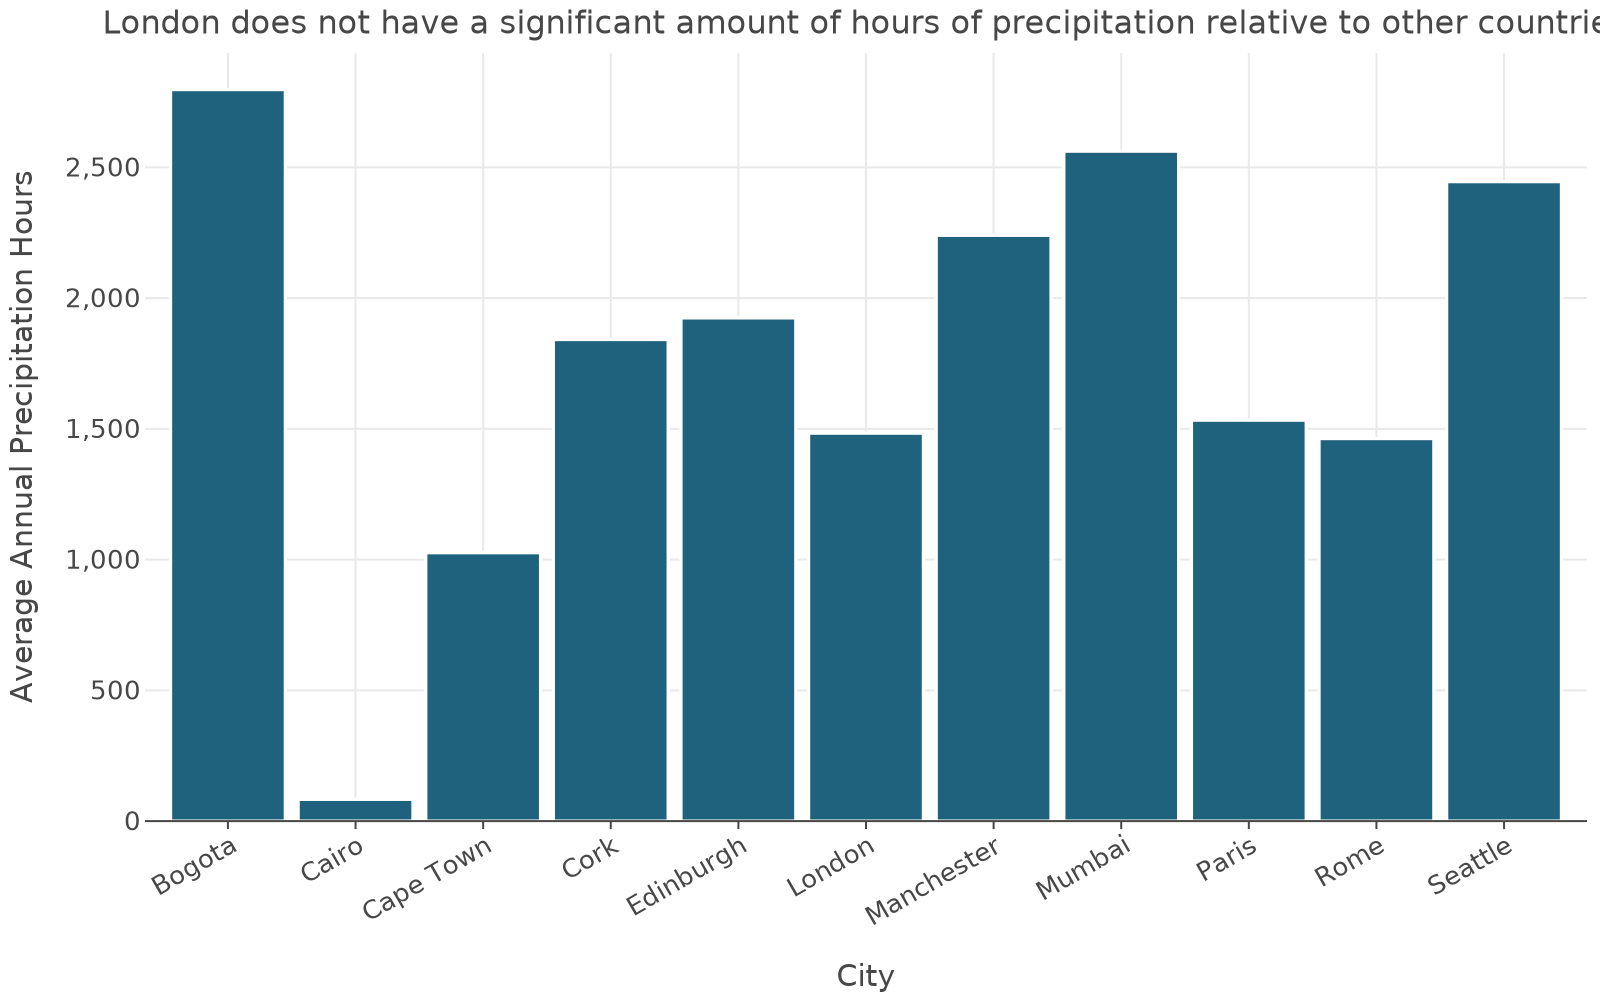 London does not have a significant amount of hours of precipitation relative to other countrie
Average Annual Precipitation Hours
2,500
2,000
1,500
1,000
500
0
Bogota
Cairo
Cape Town
Cork
Edinburgh
London
Manchester
Mumbai
Paris
Rome
Seattle
City